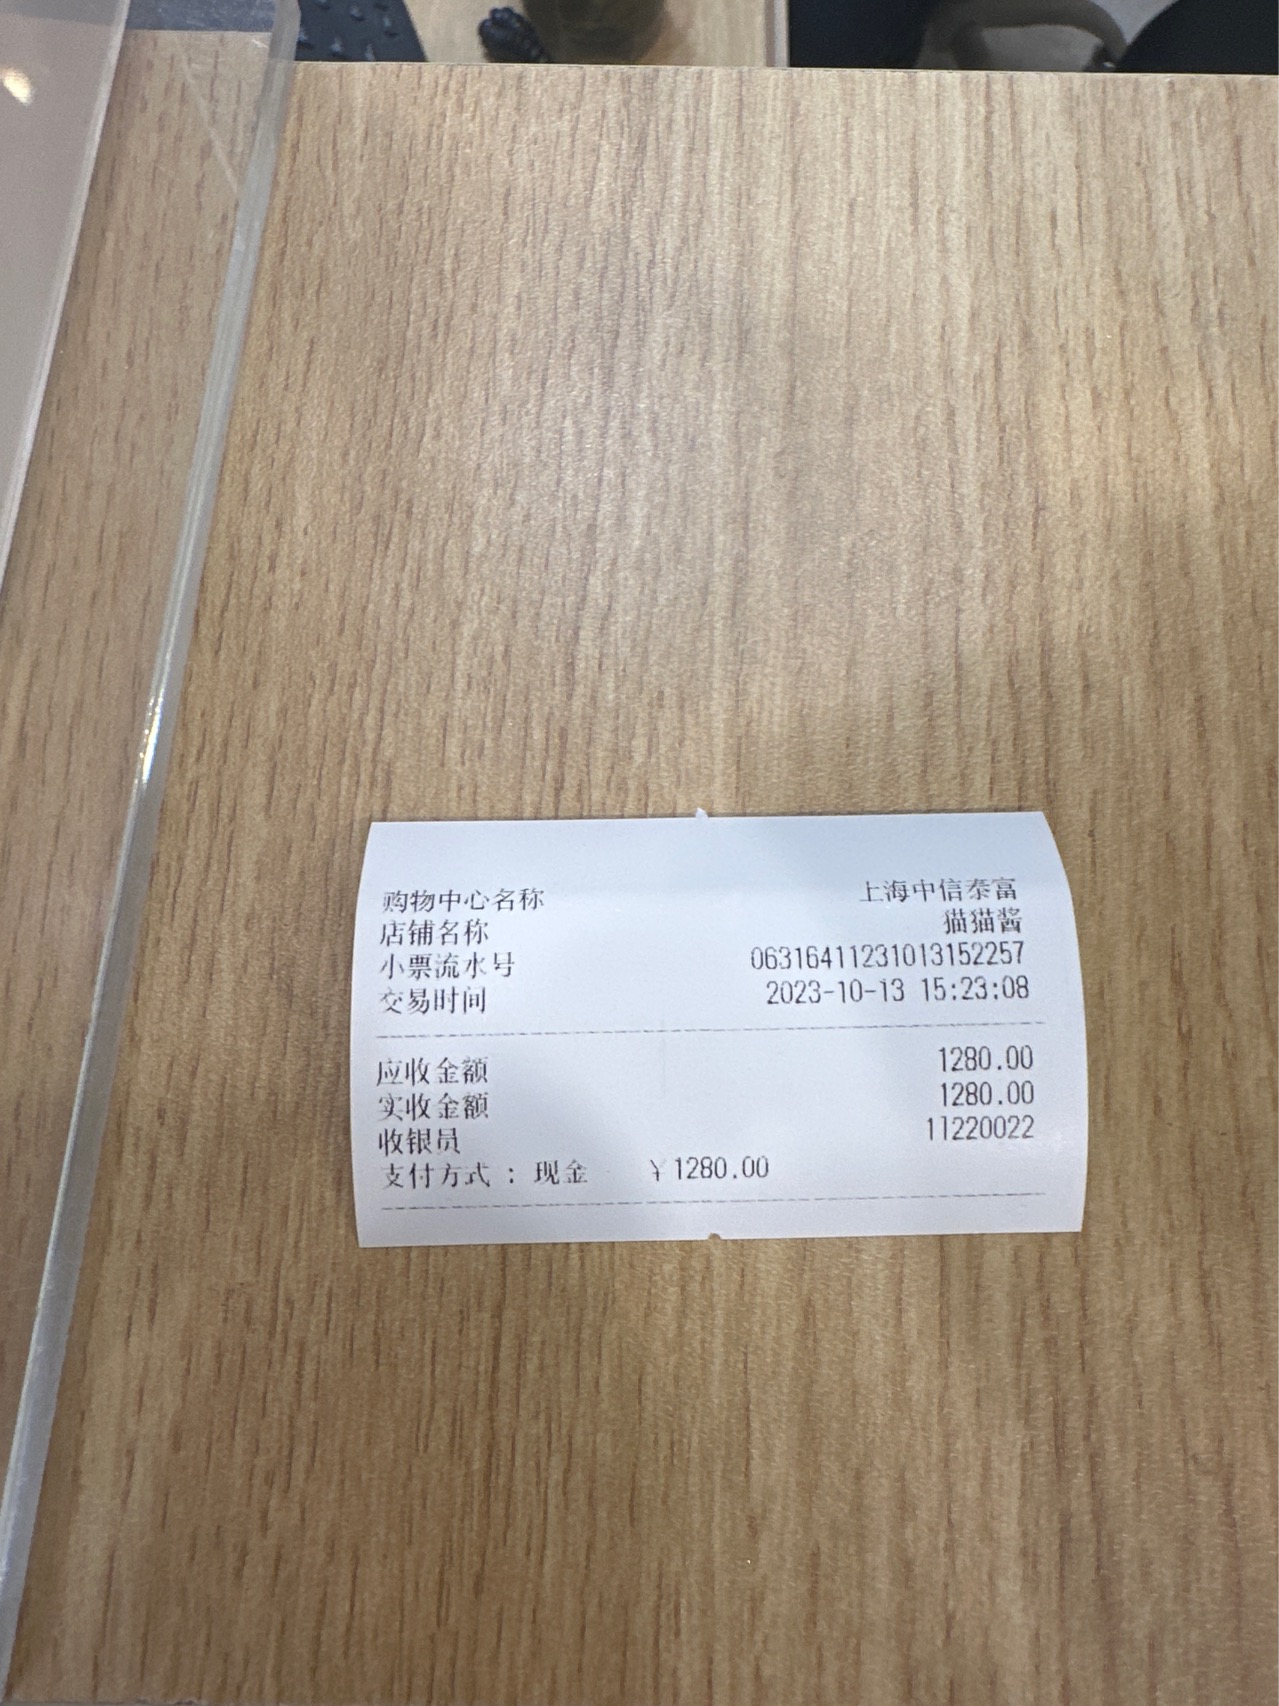 购物中心名称 上海中信泰富
店铺名称 猫猫酱
小票流水号 06316411231013152257
交易时间 2023-10-13 15:23:08
应收金额 1280.00
实收金额 1280.00
收银员 11220022
支付方式 : 现金 ¥1280.00